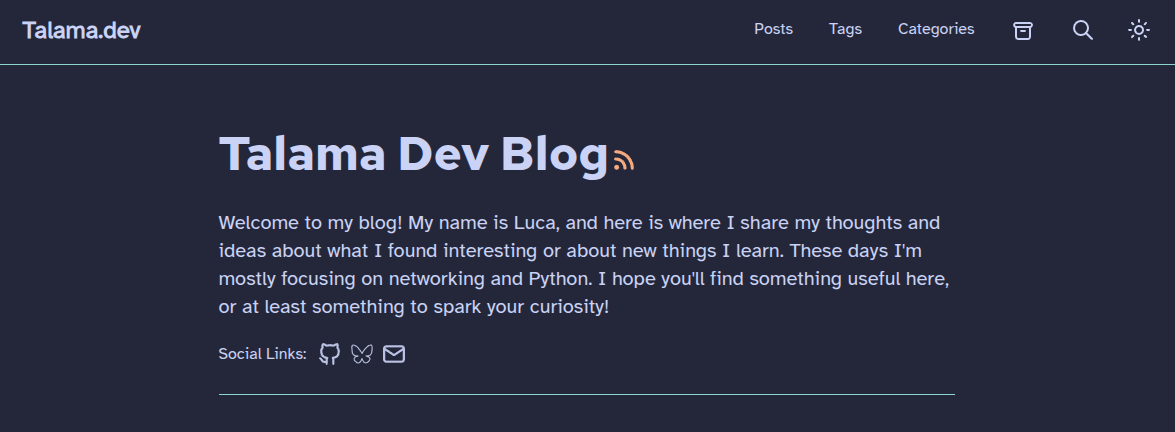 Talama.dev
Posts
Tags
Categories
Talama Dev Blog
Welcome to my blog! My name is Luca, and here is where I share my thoughts and
ideas about what I found interesting or about new things I learn. These days I'm
mostly focusing on networking and Python. I hope you'll find something useful here,
or at least something to spark your curiosity!
Social Links: